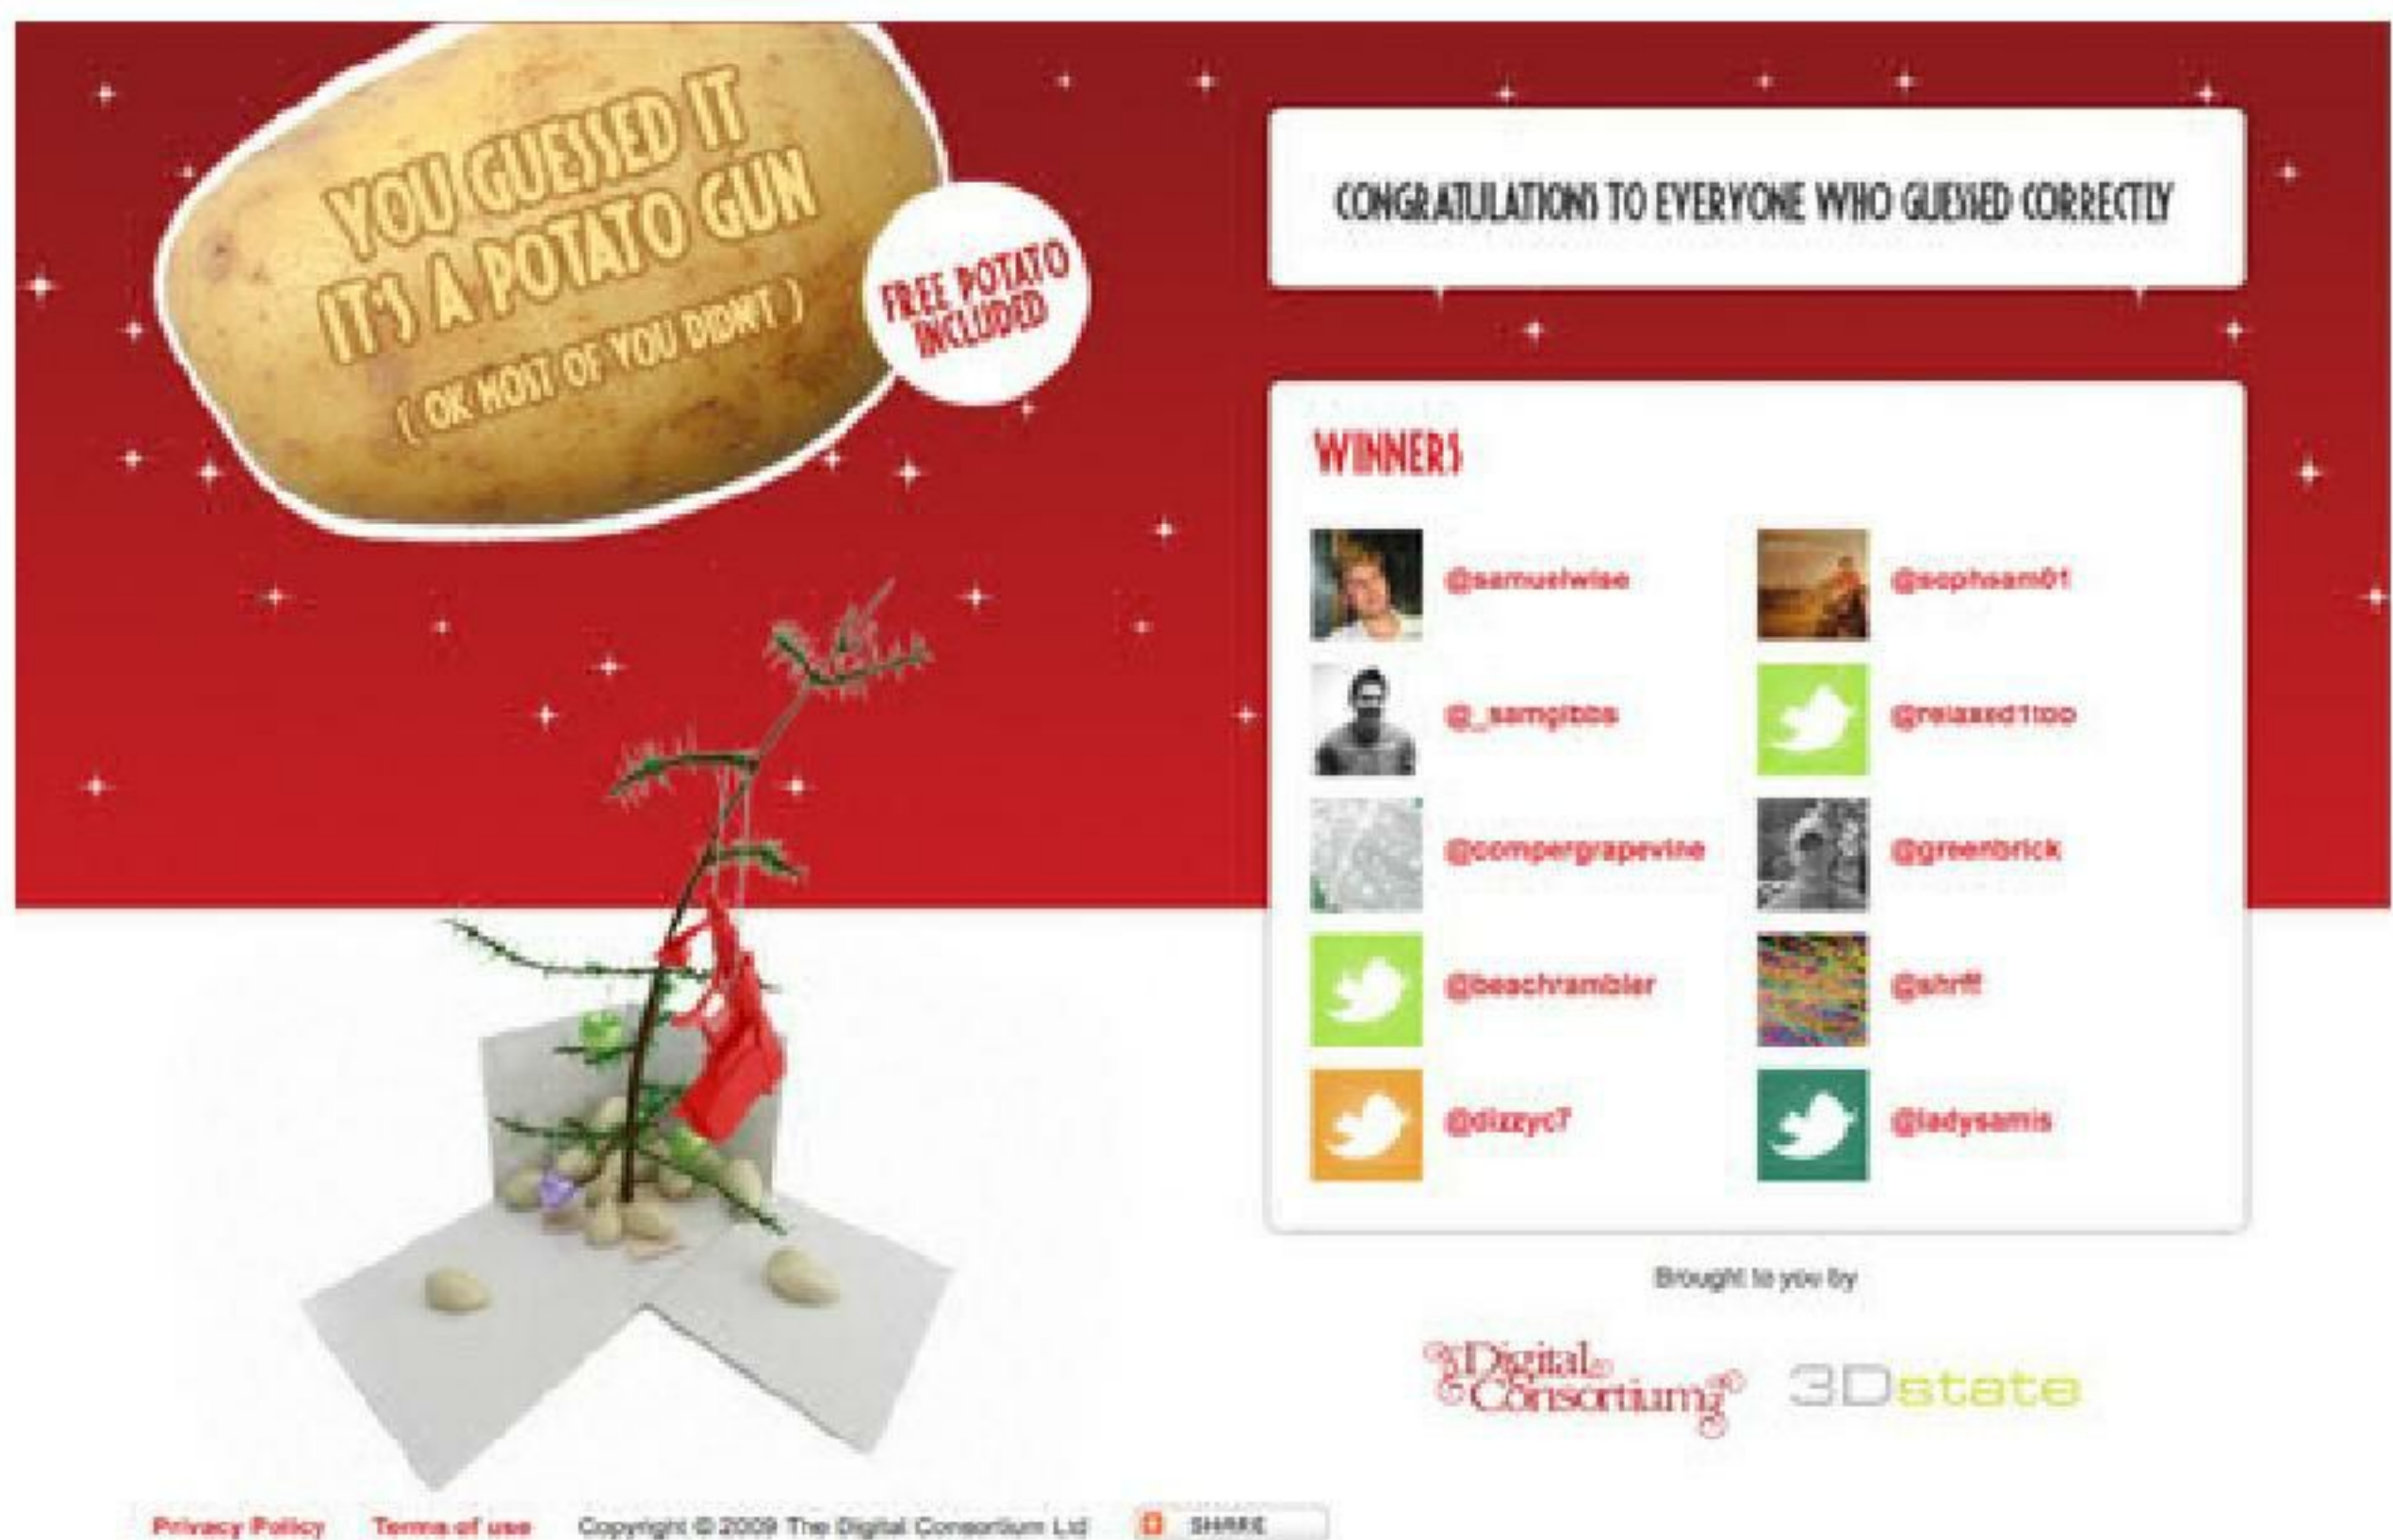 YOU GUESSED IT
IT'S A POTATO GUN
( OK MOST OF YOU DIDN'T )
FREE POTATO
INCLUDED
CONGRATULATIONS TO EVERYONE WHO GUESSED CORRECTLY
WINNERS
@samuelwise
@sophsam01
@_samgibbs
@relaxed1too
@compergrapevine
@greenbrick
@beachrambler
@shrff
@dizzyc7
@ladysamis
Brought to you by
Digital
Consortium
3Dstate
Privacy Policy
Terms of use
Copyright © 2009 The Digital Consortium Ltd
SHARE